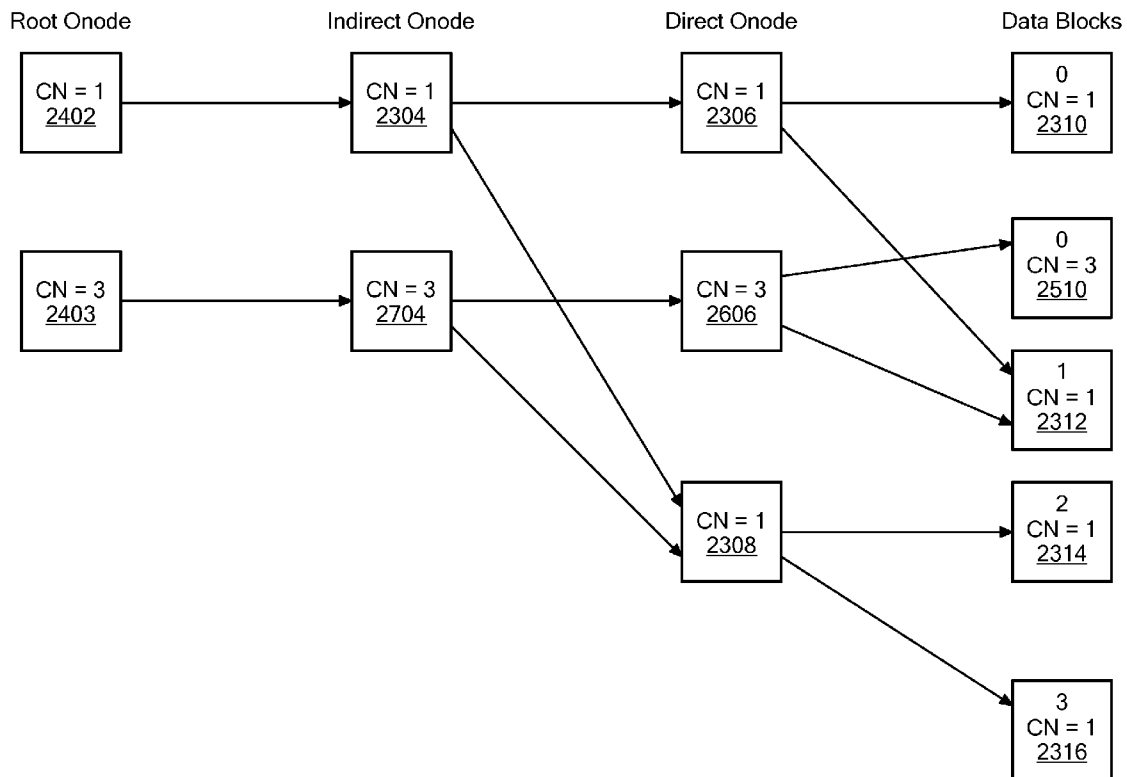 Root Onode
Indirect Onode
Direct Onode
Data Blocks
CN = 1
2402
CN = 1
2304
CN = 1
2306
0
CN = 1
2310
CN = 3
2403
CN = 3
2704
CN = 3
2606
0
CN = 3
2510
1
CN = 1
2312
CN = 1
2308
2
CN = 1
2314
3
CN = 1
2316